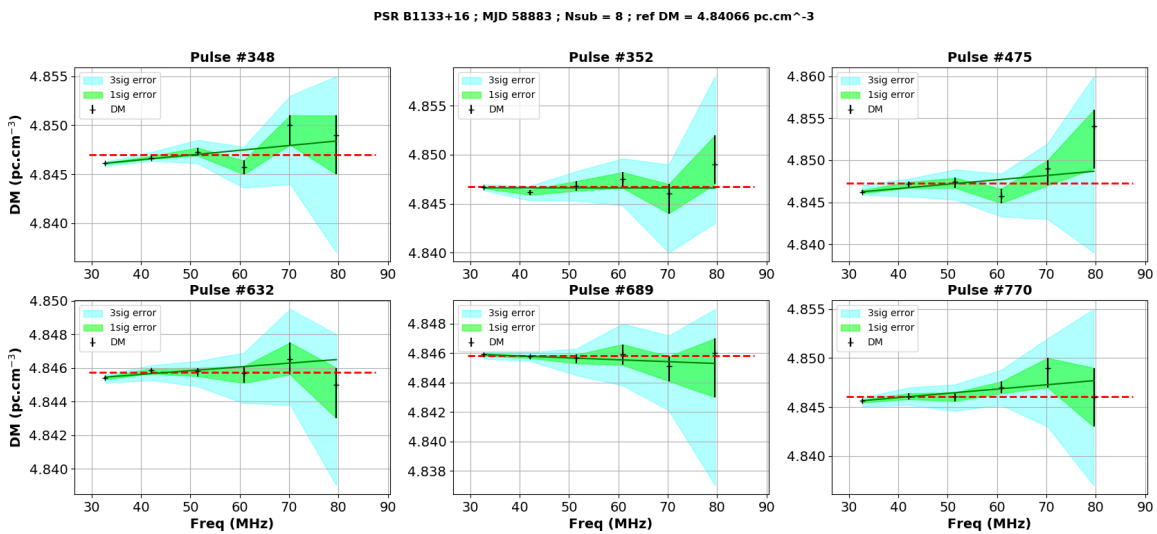 PSR B1133+16 ; MJD 58883 ; Nsub = 8 ; ref DM = 4.84066 pc.cm^-3
Pulse #348
DM (pc.cm⁻³)
4.855
4.850
4.845
4.840
3sig error
1sig error
DM
30 40 50 60 70 80 90
Pulse #352
4.855
4.850
4.845
4.840
3sig error
1sig error
DM
30 40 50 60 70 80 90
Pulse #475
4.860
4.855
4.850
4.845
4.840
3sig error
1sig error
DM
30 40 50 60 70 80 90
Pulse #632
DM (pc.cm⁻³)
4.850
4.848
4.846
4.844
4.842
4.840
3sig error
1sig error
DM
30 40 50 60 70 80 90
Freq (MHz)
Pulse #689
4.848
4.846
4.844
4.842
4.840
4.838
3sig error
1sig error
DM
30 40 50 60 70 80 90
Freq (MHz)
Pulse #770
4.855
4.850
4.845
4.840
3sig error
1sig error
DM
30 40 50 60 70 80 90
Freq (MHz)